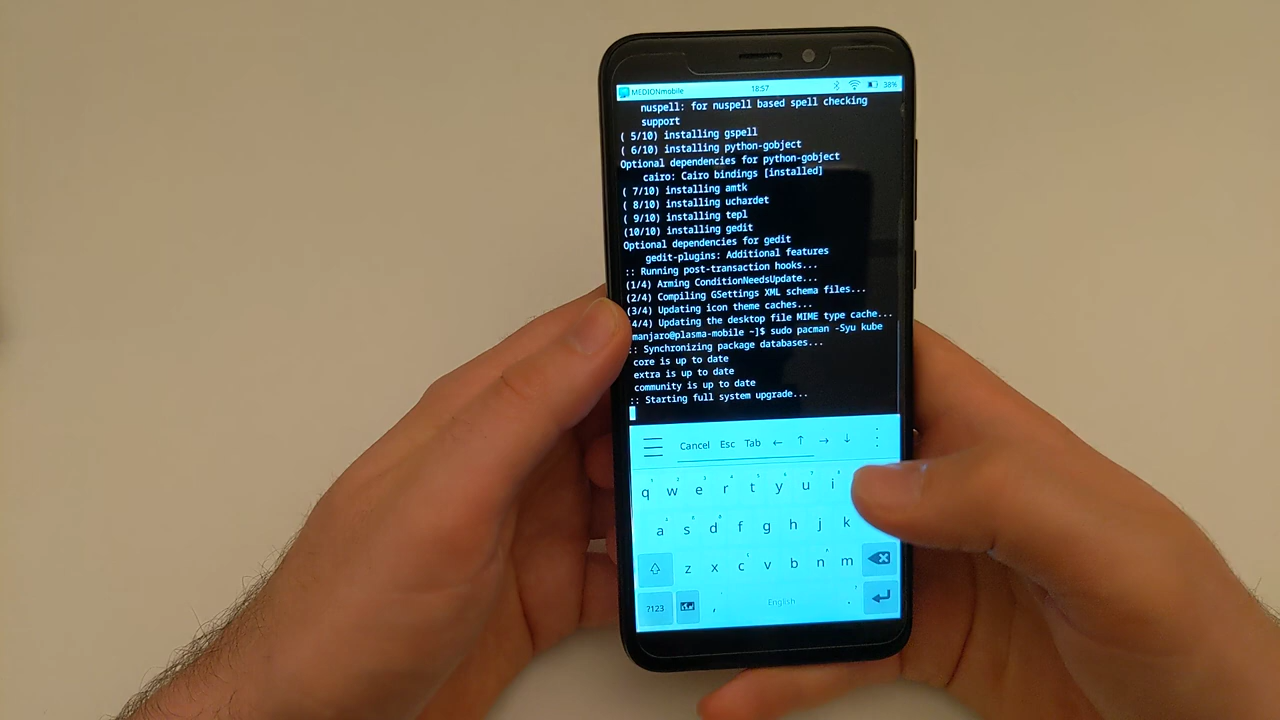 MEDIONmobile 18:57 38%
nuspell: for nuspell based spell checking
support
( 5/10) installing gspell
( 6/10) installing python-gobject
Optional dependencies for python-gobject
cairo: Cairo bindings [installed]
( 7/10) installing amtk
( 8/10) installing uchardet
( 9/10) installing tepl
(10/10) installing gedit
Optional dependencies for gedit
gedit-plugins: Additional features
:: Running post-transaction hooks...
(1/4) Arming ConditionNeedsUpdate...
(2/4) Compiling GSettings XML schema files...
(3/4) Updating icon theme caches...
4/4) Updating the desktop file MIME type cache...
manjaro@plasma-mobile ~]$ sudo pacman -Syu kube
:: Synchronizing package databases...
core is up to date
extra is up to date
community is up to date
:: Starting full system upgrade...
Cancel Esc Tab ← ↑ → ↓
q w e r t y u i
a s d f g h j k
z x c v b n m
?123 , English .